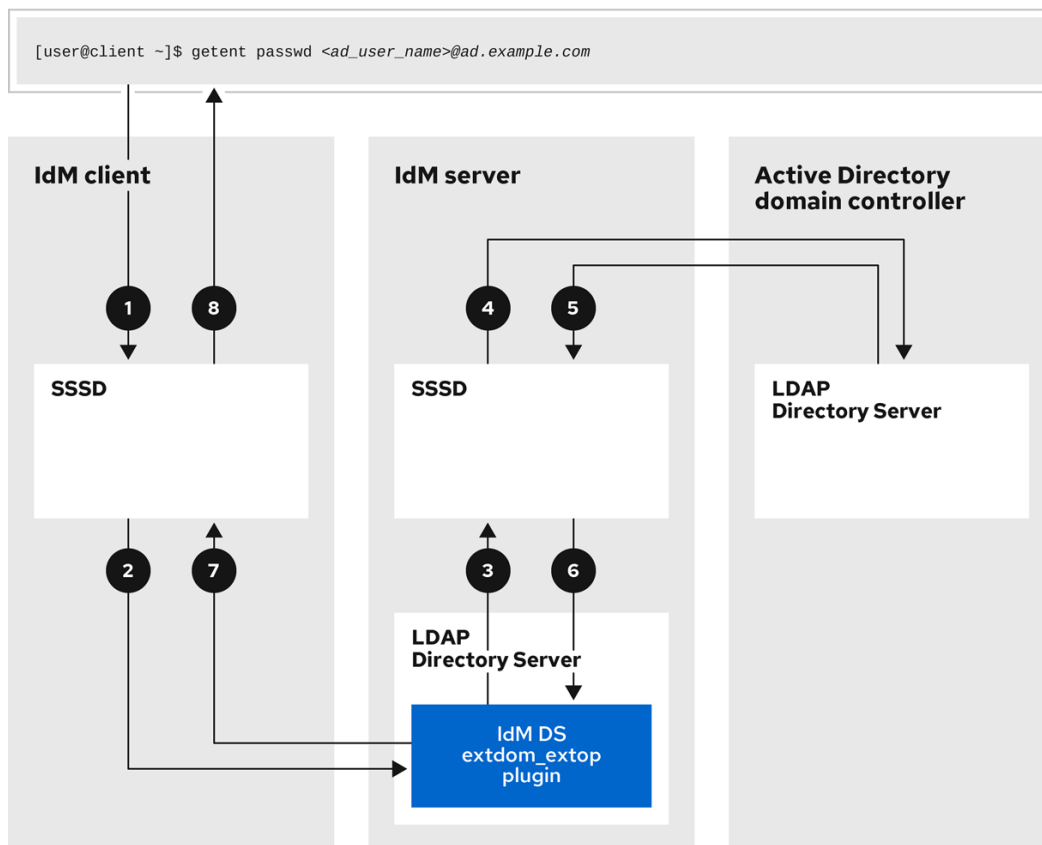 [user@client ~]$ getent passwd <ad_user_name>@ad.example.com
IdM client
IdM server
Active Directory
domain controller
1
8
4
5
SSSD
SSSD
LDAP
Directory Server
2
7
3
6
LDAP
Directory Server
IdM DS
extdom_extop
plugin